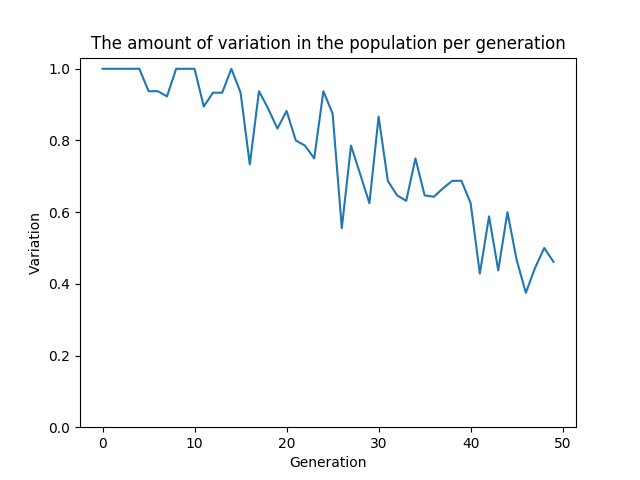 The amount of variation in the population per generation
1.0
0.8
0.6
0.4
0.2
0.0
Variation
0 10 20 30 40 50
Generation